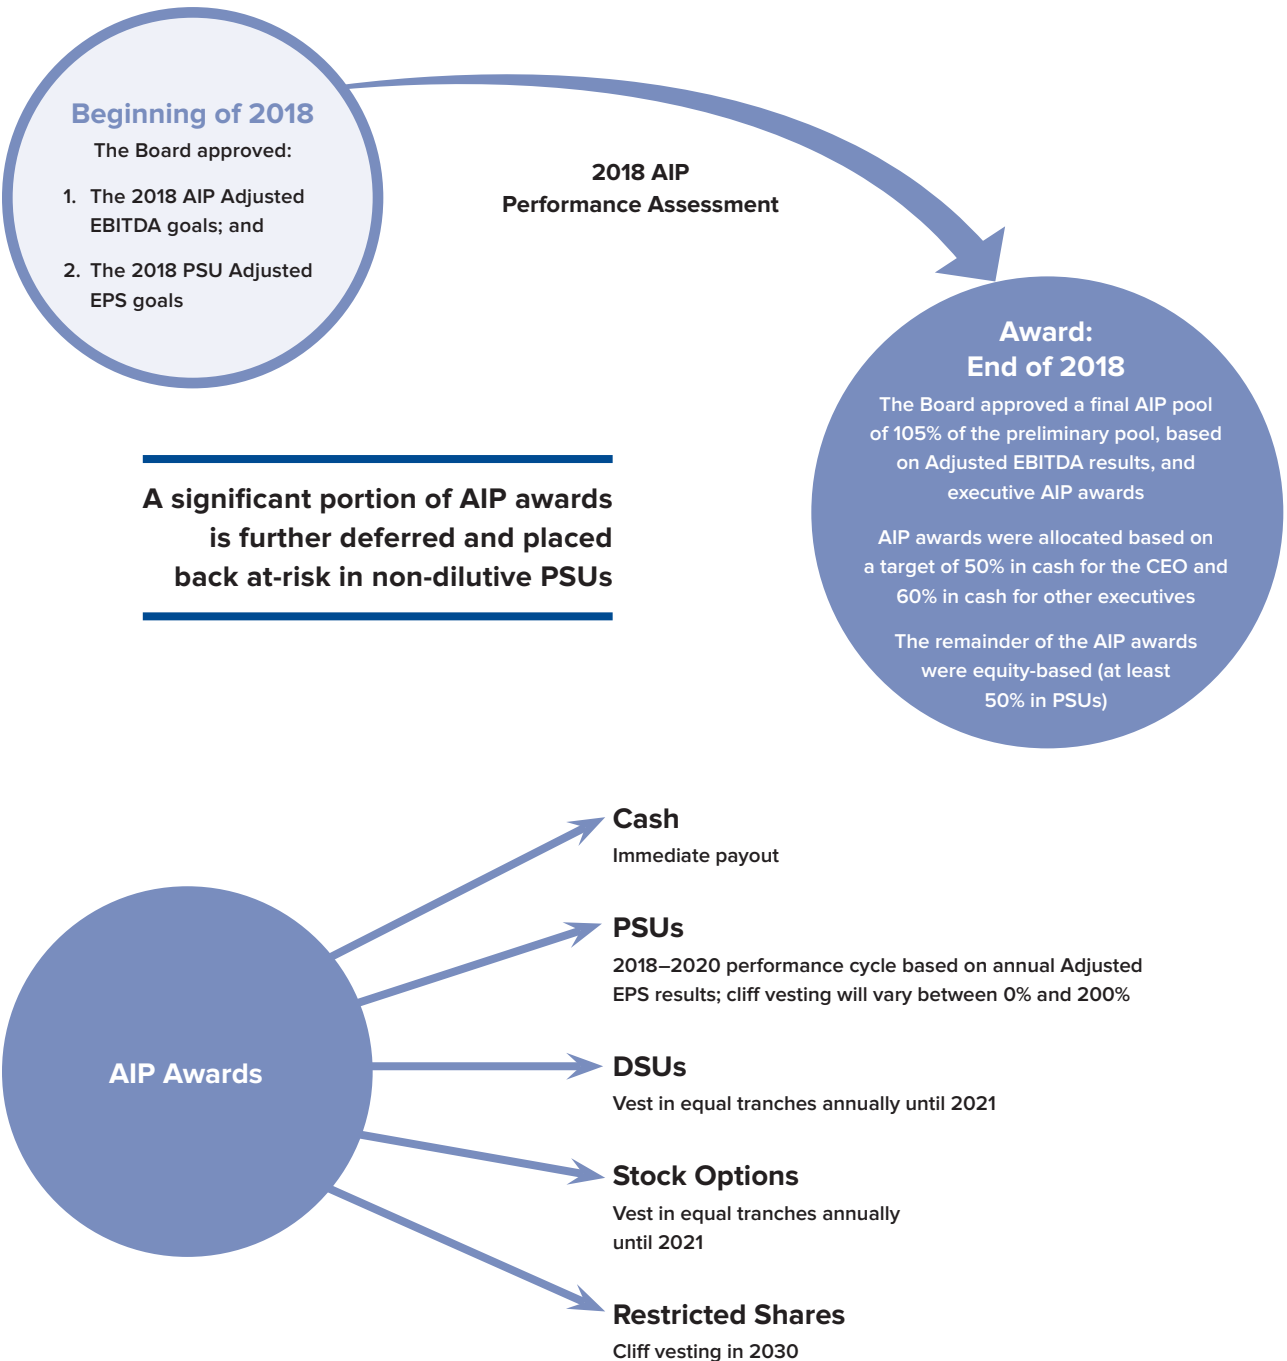 Beginning of 2018
The Board approved:
1. The 2018 AIP Adjusted
EBITDA goals; and
2. The 2018 PSU Adjusted
EPS goals
2018 AIP
Performance Assessment
Award:
End of 2018
The Board approved a final AIP pool
of 105% of the preliminary pool, based
on Adjusted EBITDA results, and
executive AIP awards
AIP awards were allocated based on
a target of 50% in cash for the CEO and
60% in cash for other executives
The remainder of the AIP awards
were equity-based (at least
50% in PSUs)
A significant portion of AIP awards
is further deferred and placed
back at-risk in non-dilutive PSUs
AIP Awards
Cash
Immediate payout
PSUs
2018–2020 performance cycle based on annual Adjusted
EPS results; cliff vesting will vary between 0% and 200%
DSUs
Vest in equal tranches annually until 2021
Stock Options
Vest in equal tranches annually
until 2021
Restricted Shares
Cliff vesting in 2030